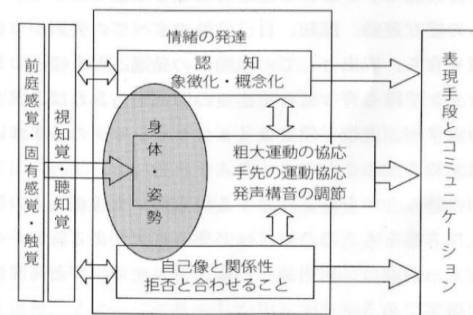 前庭感覚 固有感覚・触覚
視知覚・聴知覚
情緒の発達
認知
象徴化・概念化
身体 姿勢
粗大運動の協応
手先の運動協応
発声構音の調節
自己像と関係性
拒否と合わせること
表現手段・コミュニケーション